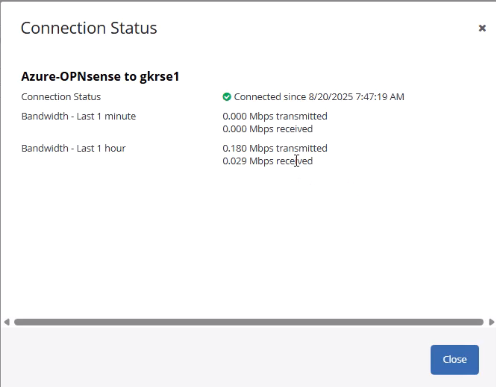 Connection Status
Azure-OPNsense to gkrse1
Connection Status Connected since 8/20/2025 7:47:19 AM
Bandwidth - Last 1 minute 0.000 Mbps transmitted
0.000 Mbps received
Bandwidth - Last 1 hour 0.180 Mbps transmitted
0.029 Mbps received
Close